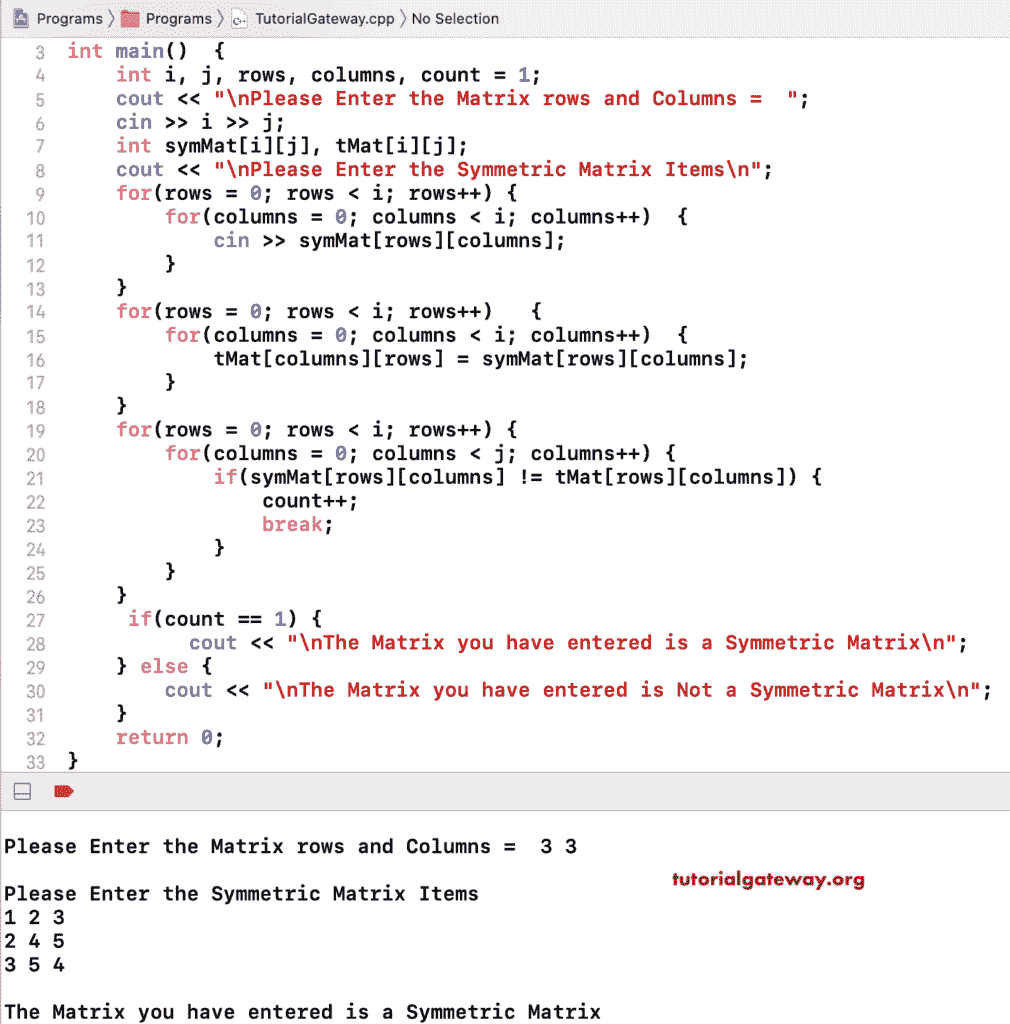 Programs 〉 Programs 〉 TutorialGateway.cpp 〉 No Selection
3 int main()  {
4     int i, j, rows, columns, count = 1;
5     cout << "\nPlease Enter the Matrix rows and Columns =  ";
6     cin >> i >> j;
7     int symMat[i][j], tMat[i][j];
8     cout << "\nPlease Enter the Symmetric Matrix Items\n";
9     for(rows = 0; rows < i; rows++) {
10         for(columns = 0; columns < i; columns++)  {
11             cin >> symMat[rows][columns];
12         }
13     }
14     for(rows = 0; rows < i; rows++)   {
15         for(columns = 0; columns < i; columns++)  {
16             tMat[columns][rows] = symMat[rows][columns];
17         }
18     }
19     for(rows = 0; rows < i; rows++) {
20         for(columns = 0; columns < j; columns++) {
21             if(symMat[rows][columns] != tMat[rows][columns]) {
22                 count++;
23                 break;
24             }
25         }
26     }
27      if(count == 1) {
28           cout << "\nThe Matrix you have entered is a Symmetric Matrix\n";
29     } else {
30         cout << "\nThe Matrix you have entered is Not a Symmetric Matrix\n";
31     }
32     return 0;
33 }
Please Enter the Matrix rows and Columns =  3 3
tutorialgateway.org
Please Enter the Symmetric Matrix Items
1 2 3
2 4 5
3 5 4
The Matrix you have entered is a Symmetric Matrix